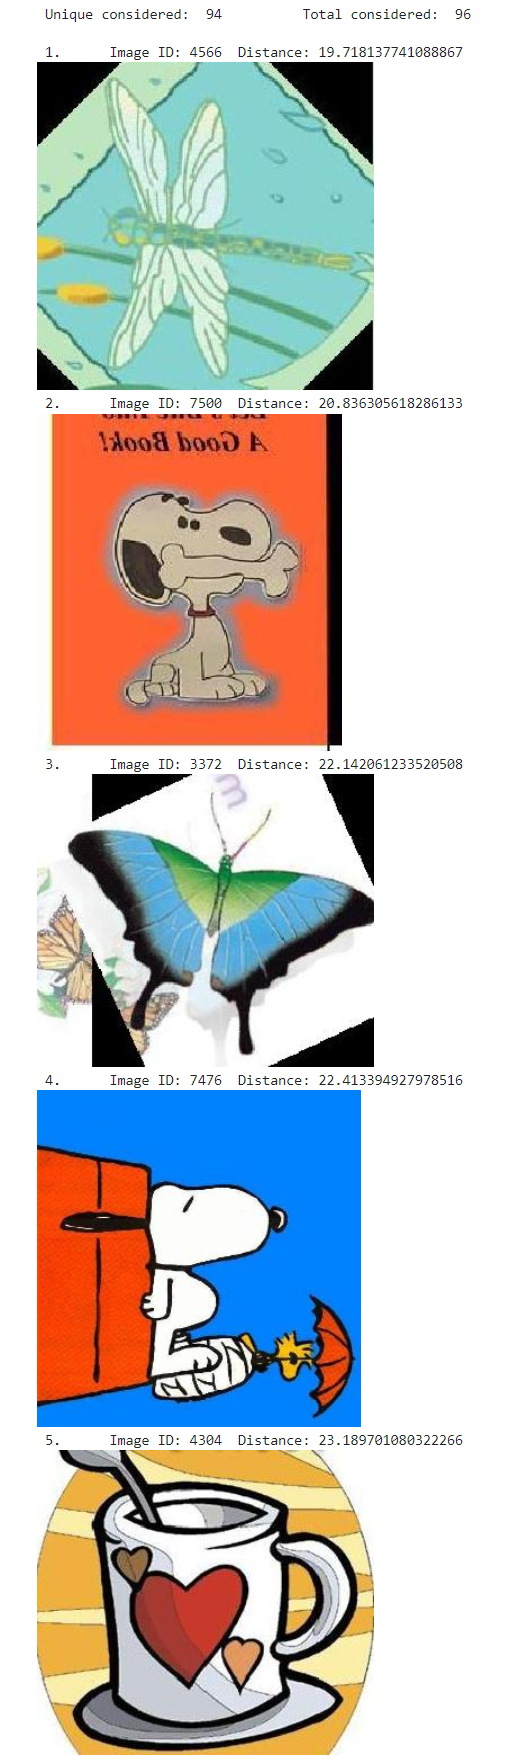 Unique considered:  94          Total considered:  96
1.      Image ID: 4566  Distance: 19.718137741088867
2.      Image ID: 7500  Distance: 20.836305618286133
A Good Book!
3.      Image ID: 3372  Distance: 22.142061233520508
m
4.      Image ID: 7476  Distance: 22.413394927978516
5.      Image ID: 4304  Distance: 23.189701080322266